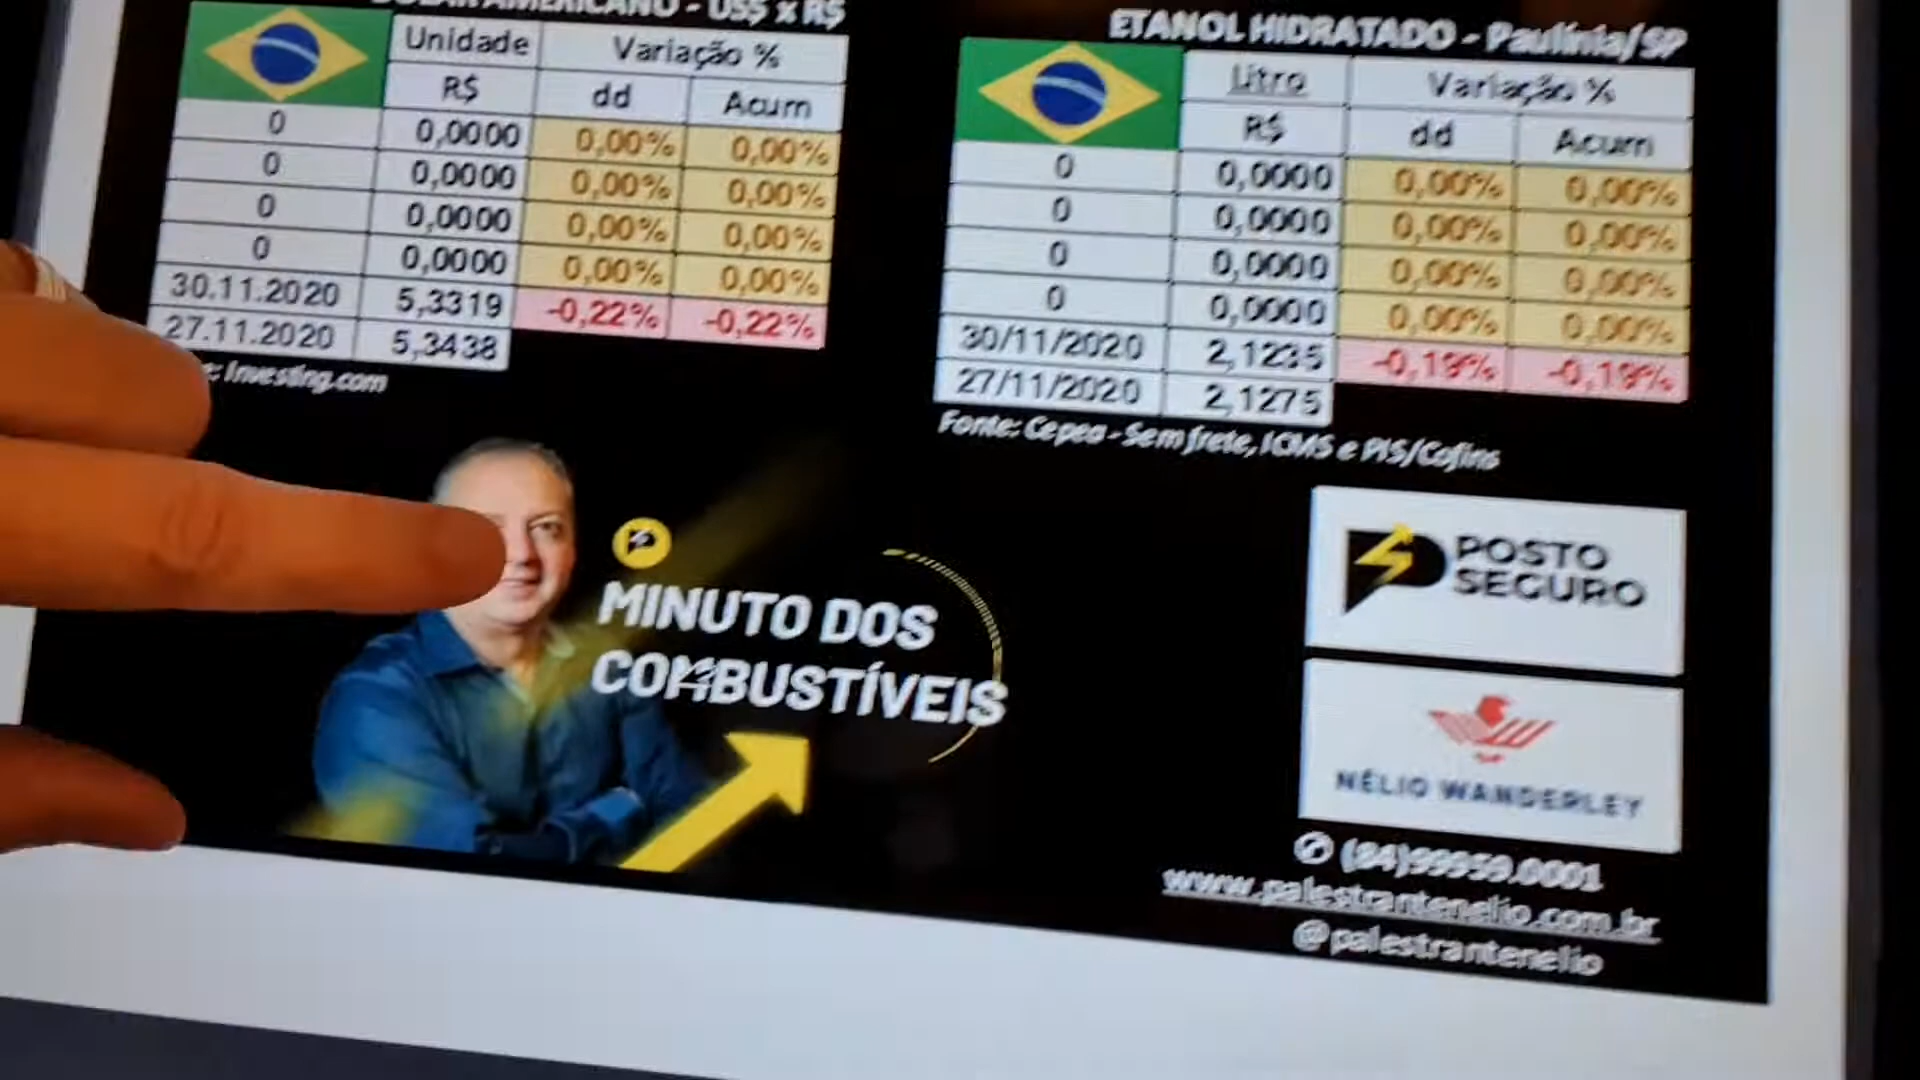 DÓLAR AMERICANO - US$ x R$
Unidade Variação %
R$ dd Acum
0 0,0000 0,00% 0,00%
0 0,0000 0,00% 0,00%
0 0,0000 0,00% 0,00%
0 0,0000 0,00% 0,00%
30.11.2020 5,3319 -0,22% -0,22%
27.11.2020 5,3438
: Investing.com
ETANOL HIDRATADO - Paulínia/SP
Litro Variação %
R$ dd Acum
0 0,0000 0,00% 0,00%
0 0,0000 0,00% 0,00%
0 0,0000 0,00% 0,00%
0 0,0000 0,00% 0,00%
30/11/2020 2,1235 -0,19% -0,19%
27/11/2020 2,1275
Fonte: Cepea - Sem frete, ICMS e PIS/Cofins
MINUTO DOS
COMBUSTÍVEIS
POSTO
SEGURO
NÉLIO WANDERLEY
(84)99959.0001
www.palestrantenelio.com.br
@palestrantenelio